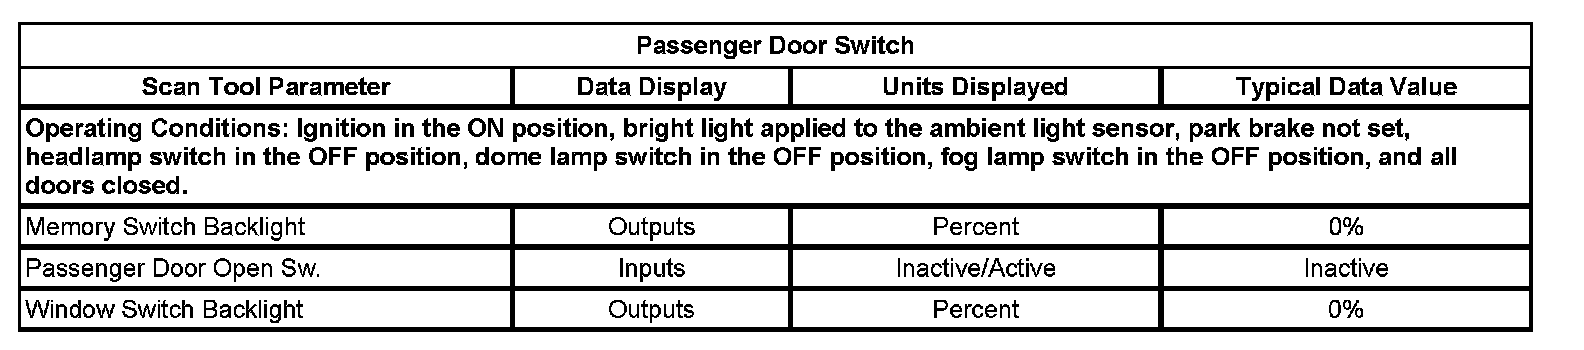 Passenger Door Switch
Scan Tool Parameter Data Display Units Displayed Typical Data Value
Operating Conditions: Ignition in the ON position, bright light applied to the ambient light sensor, park brake not set,
headlamp switch in the OFF position, dome lamp switch in the OFF position, fog lamp switch in the OFF position, and all
doors closed.
Memory Switch Backlight Outputs Percent 0%
Passenger Door Open Sw. Inputs Inactive/Active Inactive
Window Switch Backlight Outputs Percent 0%